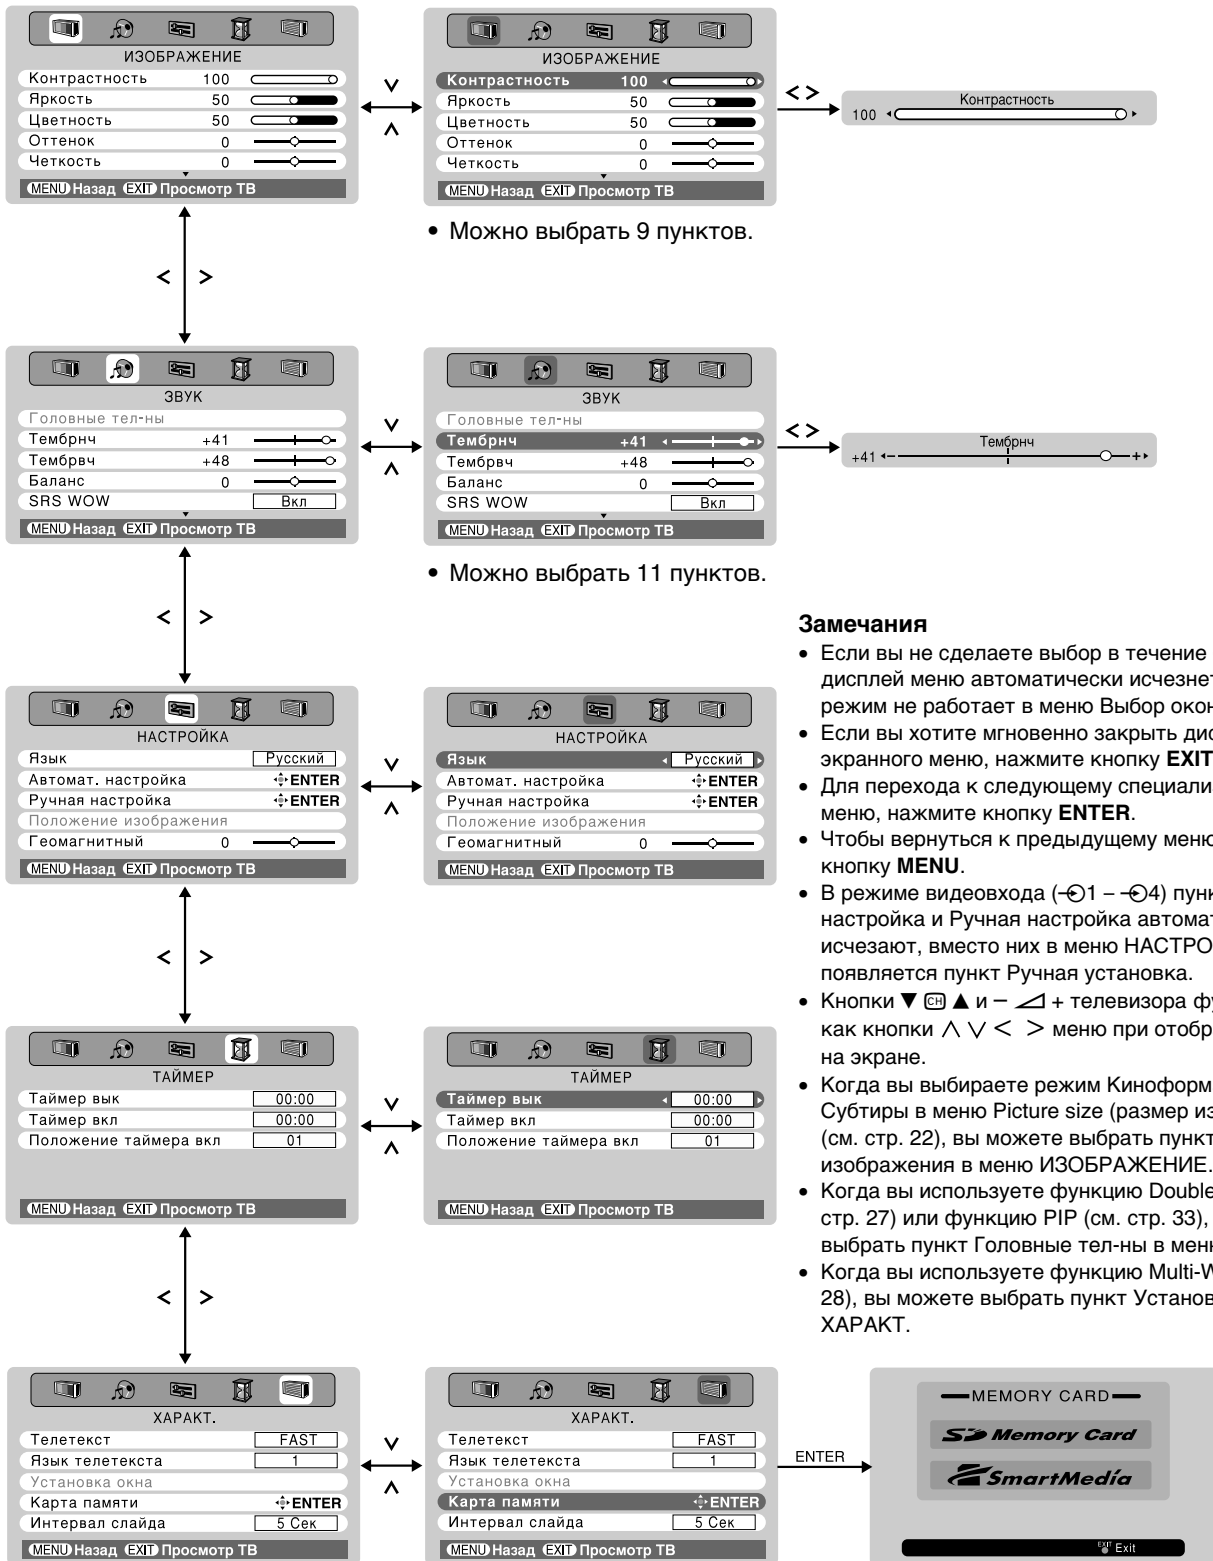 ИЗОБРАЖЕНИЕ
Контрастность 100
Яркость 50
Цветность 50
Оттенок 0
Четкость 0
MENU Назад EXIT Просмотр ТВ
ИЗОБРАЖЕНИЕ
Контрастность 100
Яркость 50
Цветность 50
Оттенок 0
Четкость 0
MENU Назад EXIT Просмотр ТВ
Контрастность
100
• Можно выбрать 9 пунктов.
ЗВУК
Головные тел-ны
Тембрнч +41
Тембрвч +48
Баланс 0
SRS WOW Вкл
MENU Назад EXIT Просмотр ТВ
ЗВУК
Головные тел-ны
Тембрнч +41
Тембрвч +48
Баланс 0
SRS WOW Вкл
MENU Назад EXIT Просмотр ТВ
Тембрнч
+41 – +
• Можно выбрать 11 пунктов.
НАСТРОЙКА
Язык Русский
Автомат. настройка ENTER
Ручная настройка ENTER
Положение изображения
Геомагнитный 0
MENU Назад EXIT Просмотр ТВ
НАСТРОЙКА
Язык Русский
Автомат. настройка ENTER
Ручная настройка ENTER
Положение изображения
Геомагнитный 0
MENU Назад EXIT Просмотр ТВ
ТАЙМЕР
Таймер вык 00:00
Таймер вкл 00:00
Положение таймера вкл 01
MENU Назад EXIT Просмотр ТВ
ТАЙМЕР
Таймер вык 00:00
Таймер вкл 00:00
Положение таймера вкл 01
MENU Назад EXIT Просмотр ТВ
Замечания
• Если вы не сделаете выбор в течение
дисплей меню автоматически исчезнет
режим не работает в меню Выбор
• Если вы хотите мгновенно закрыть
экранного меню, нажмите кнопку EXIT
• Для перехода к следующему
меню, нажмите кнопку ENTER.
• Чтобы вернуться к предыдущему меню
кнопку MENU.
• В режиме видеовхода (1 – 4)
настройка и Ручная настройка
исчезают, вместо них в меню
появляется пункт Ручная установка.
• Кнопки ▼ CH ▲ и – + телевизора
как кнопки ∧ ∨ < > меню при
на экране.
• Когда вы выбираете режим
Субтиры в меню Picture size (размер
(см. стр. 22), вы можете выбрать пункт
изображения в меню ИЗОБРАЖЕНИЕ.
• Когда вы используете функцию Double
стр. 27) или функцию PIP (см. стр. 33),
выбрать пункт Головные тел-ны в
• Когда вы используете функцию
28), вы можете выбрать пункт
ХАРАКТ.
ХАРАКТ.
Телетекст FAST
Язык телетекста 1
Установка окна
Карта памяти ENTER
Интервал слайда 5 Сек
MENU Назад EXIT Просмотр ТВ
ХАРАКТ.
Телетекст FAST
Язык телетекста 1
Установка окна
Карта памяти ENTER
Интервал слайда 5 Сек
MENU Назад EXIT Просмотр ТВ
ENTER
MEMORY CARD
SD Memory Card
SmartMedia
EXIT Exit